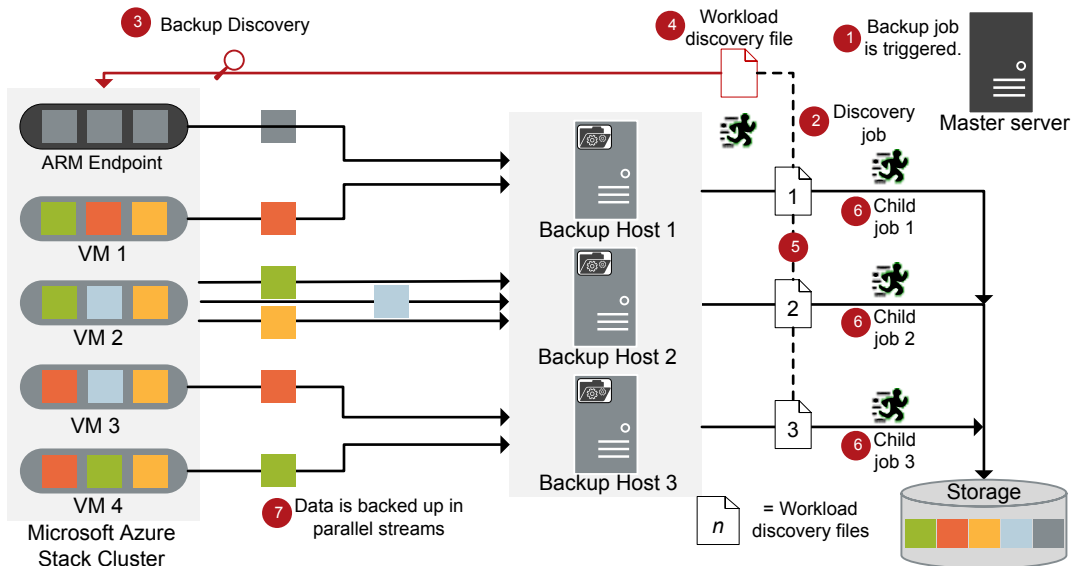 3 Backup Discovery
4 Workload
discovery file
1 Backup job
is triggered.
Master server
2 Discovery
job
ARM Endpoint
VM 1
VM 2
VM 3
VM 4
Microsoft Azure
Stack Cluster
Backup Host 1
Backup Host 2
Backup Host 3
1
6 Child
job 1
5
2
6 Child
job 2
3
6 Child
job 3
7 Data is backed up in
parallel streams
n = Workload
discovery files
Storage